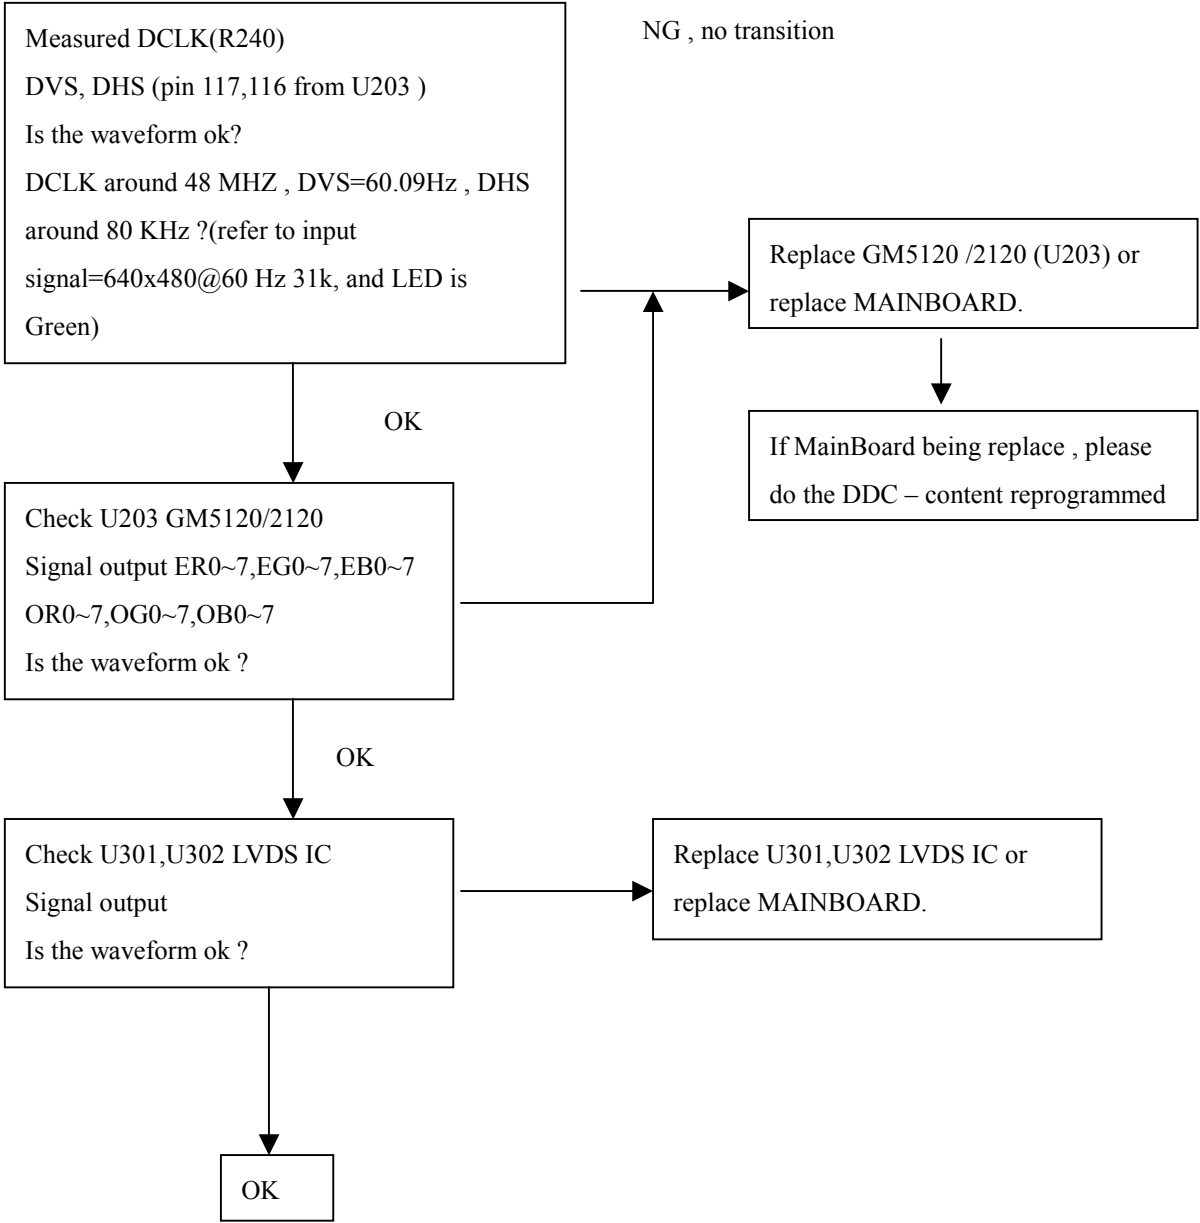 Measured DCLK(R240)
DVS, DHS (pin 117,116 from U203 )
Is the waveform ok?
DCLK around 48 MHZ , DVS=60.09Hz , DHS
around 80 KHz ?(refer to input
signal=640x480@60 Hz 31k, and LED is
Green)
NG , no transition
Replace GM5120 /2120 (U203) or
replace MAINBOARD.
If MainBoard being replace , please
do the DDC – content reprogrammed
OK
Check U203 GM5120/2120
Signal output ER0~7,EG0~7,EB0~7
OR0~7,OG0~7,OB0~7
Is the waveform ok ?
OK
Check U301,U302 LVDS IC
Signal output
Is the waveform ok ?
Replace U301,U302 LVDS IC or
replace MAINBOARD.
OK